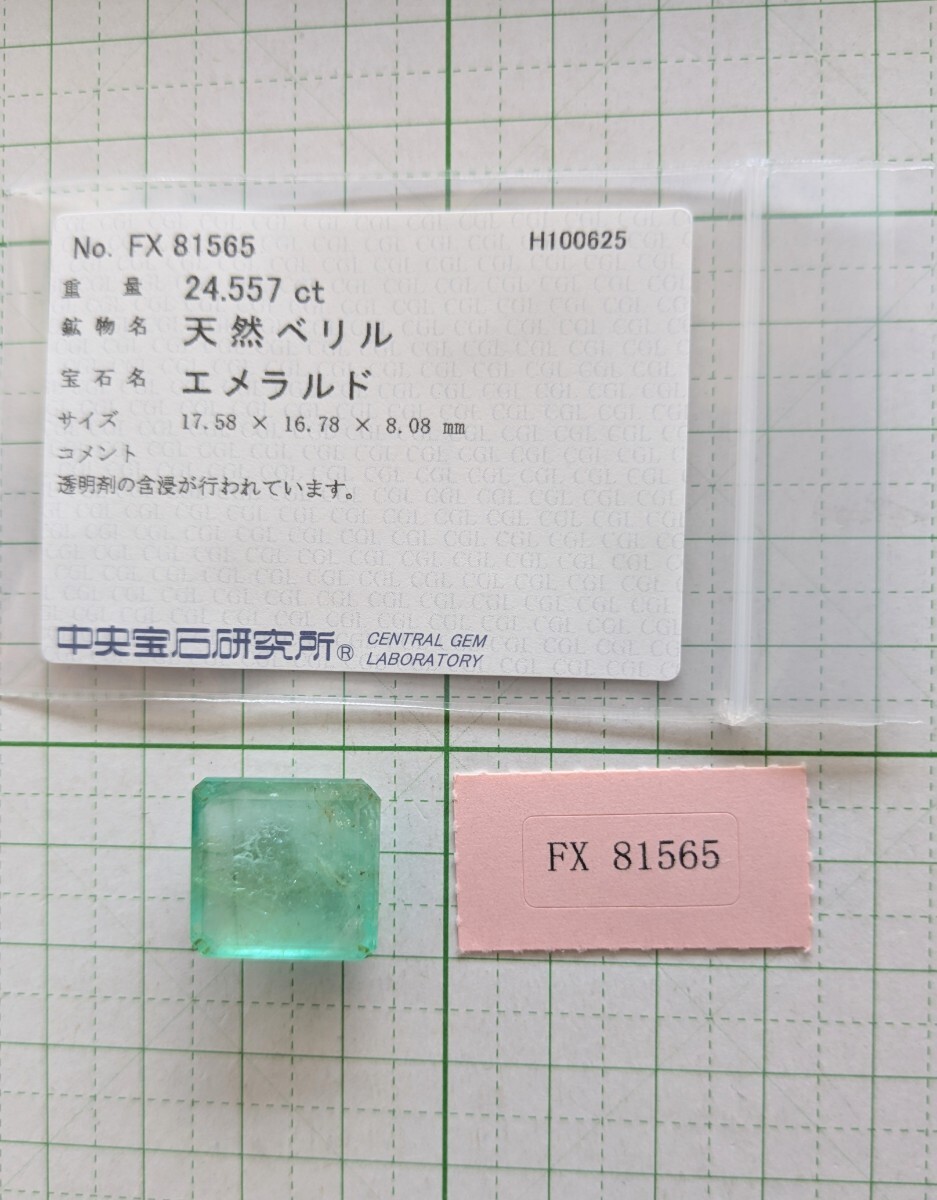 No. FX 81565 H100625
重量 24.557 ct
鉱物名 天然ベリル
宝石名 エメラルド
サイズ 17.58 × 16.78 × 8.08 mm
コメント
透明剤の含浸が行われています。
中央宝石研究所® CENTRAL GEM
LABORATORY
FX 81565